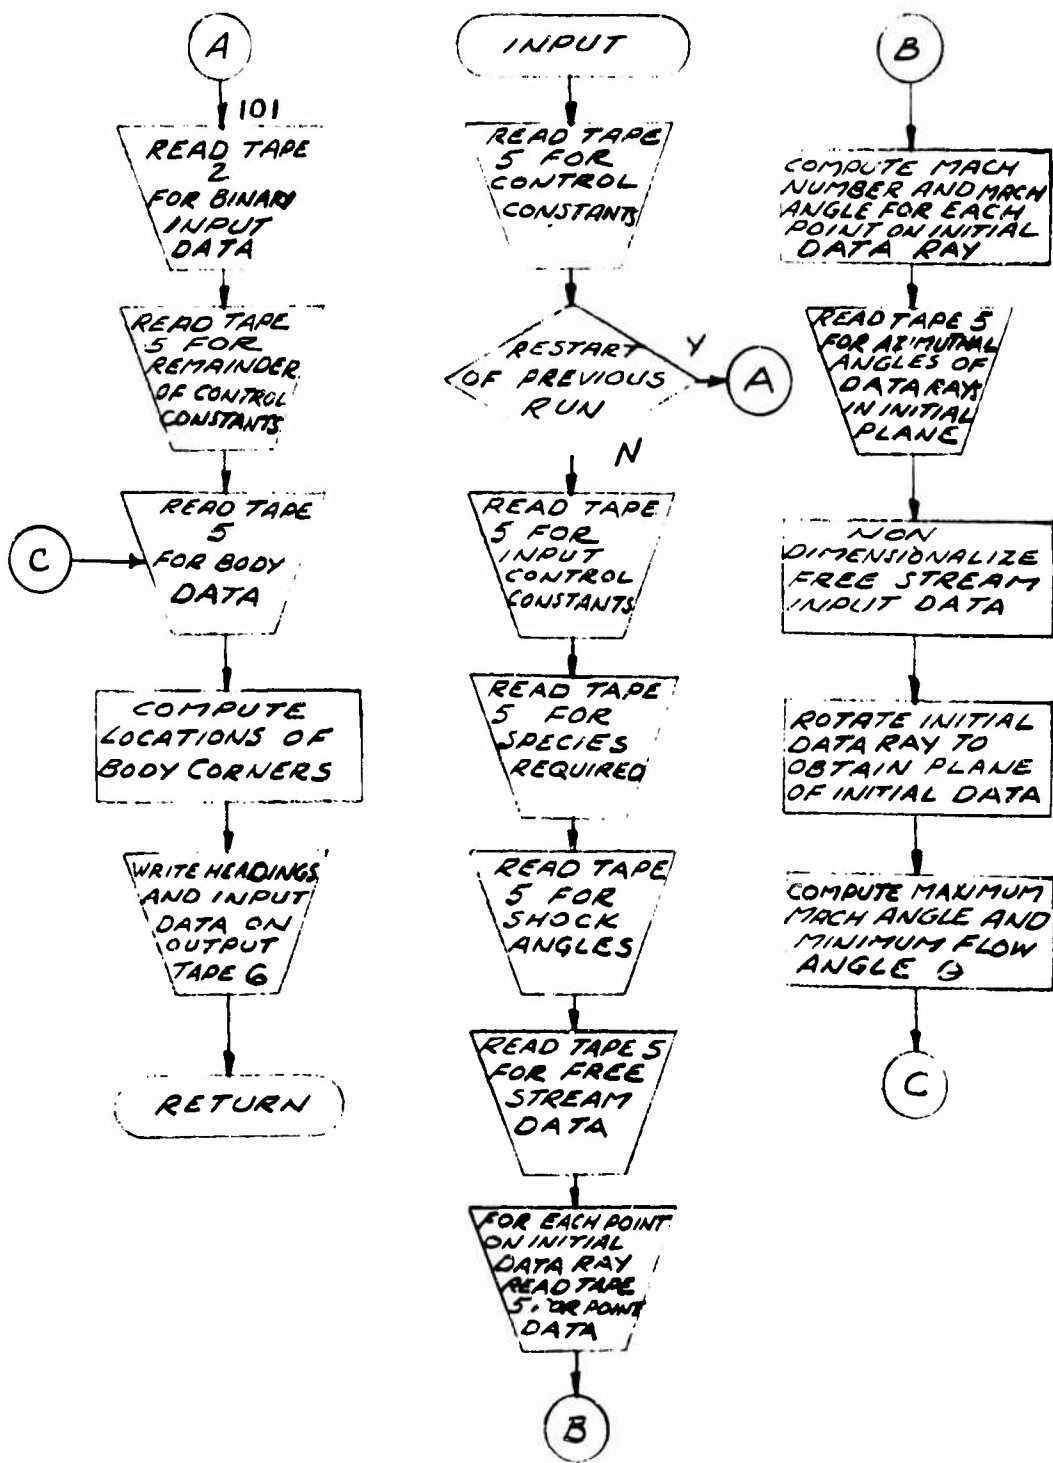 A
101
READ TAPE
2
FOR BINARY
INPUT
DATA
READ TAPE
5 FOR
REMAINDER
OF CONTROL
CONSTANTS
C
READ TAPE
5
FOR BODY
DATA
COMPUTE
LOCATIONS OF
BODY CORNERS
WRITE HEADINGS
AND INPUT
DATA ON
OUTPUT
TAPE 6
RETURN
INPUT
READ TAPE
5 FOR
CONTROL
CONSTANTS
RESTART
OF PREVIOUS
RUN
Y
A
N
READ TAPE
5 FOR
INPUT
CONTROL
CONSTANTS
READ TAPE
5 FOR
SPECIES
REQUIRED
READ TAPE
5 FOR
SHOCK
ANGLES
READ TAPE 5
FOR FREE
STREAM
DATA
FOR EACH POINT
ON INITIAL
DATA RAY
READ TAPE
5. OR POINT
DATA
B
B
COMPUTE MACH
NUMBER AND MACH
ANGLE FOR EACH
POINT ON INITIAL
DATA RAY
READ TAPE 5
FOR AZIMUTHAL
ANGLES OF
DATA RAYS
IN INITIAL
PLANE
NON
DIMENSIONALIZE
FREE STREAM
INPUT DATA
ROTATE INITIAL
DATA RAY TO
OBTAIN PLANE
OF INITIAL DATA
COMPUTE MAXIMUM
MACH ANGLE AND
MINIMUM FLOW
ANGLE
C